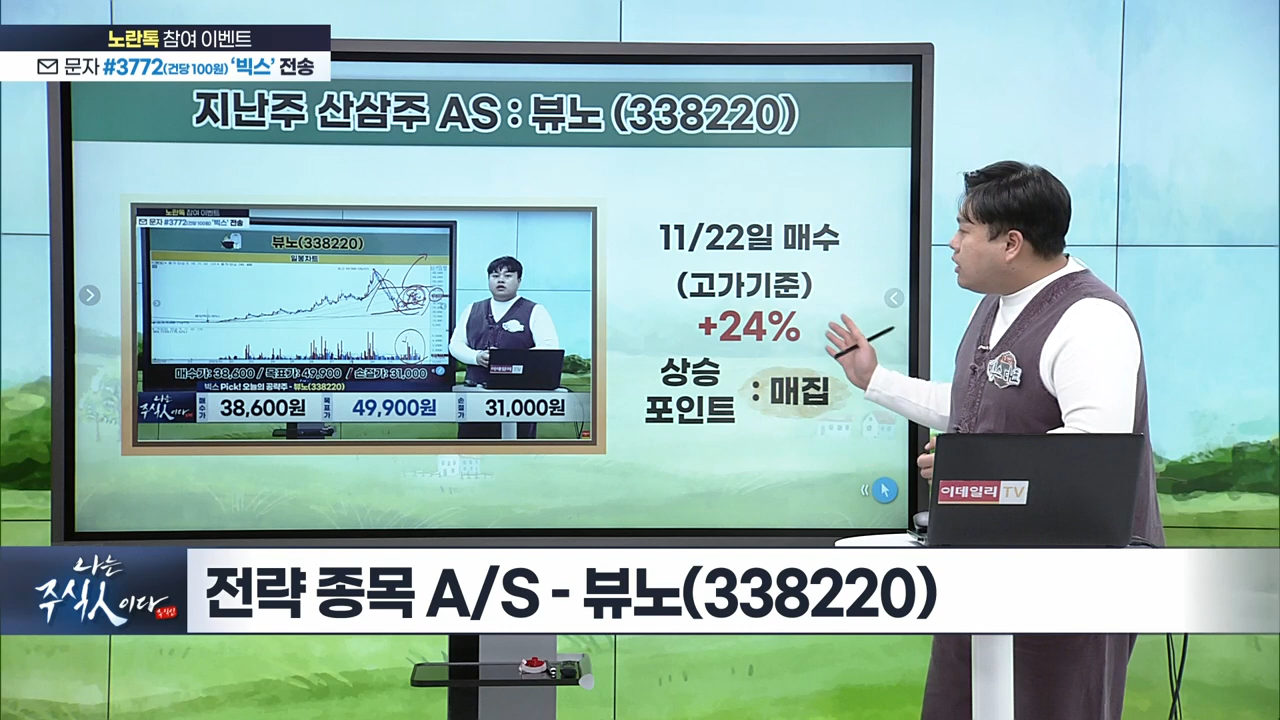 노란톡 참여 이벤트
문자 #3772(건당 100원) '빅스' 전송
지난주 산삼주 AS : 뷰노 (338220)
노란톡 참여 이벤트
문자 #3772(건당 100원) '빅스' 전송
뷰노(338220)
일봉차트
매수가: 38,600 / 목표가: 49,900 / 손절가: 31,000
빅스 Pick! 오늘의 공략주 - 뷰노(338220)
나는 주식人이다
매수가 38,600원 목표가 49,900원 손절가 31,000원
이데일리 TV
11/22일 매수
(고가기준)
+24%
상승
포인트 : 매집
이데일리 TV
나는
주식人이다
전략 종목 A/S - 뷰노(338220)